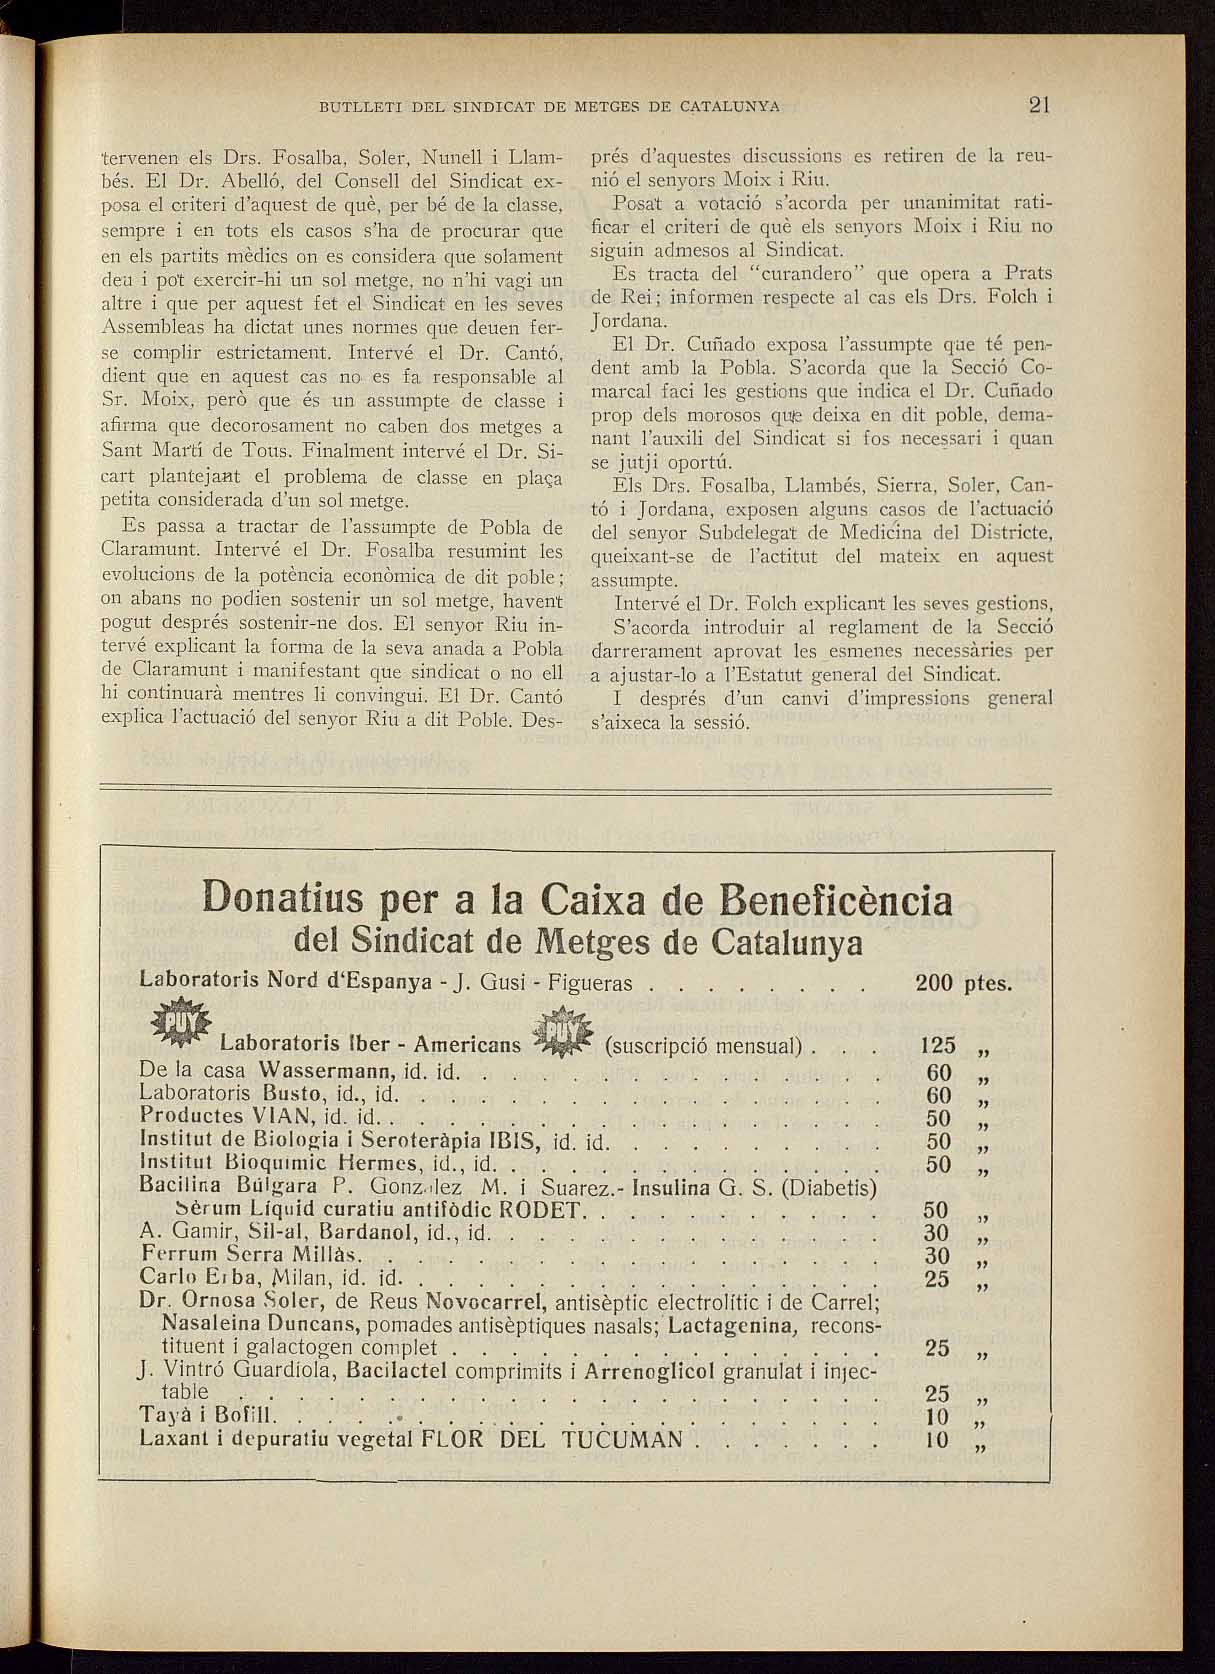 BUTLLETI DEL SINDICAT DE METGES DE CATALUNYA 21
tervenen els Drs. Fosalba, Soler, Nunell i Llam-
bés. El Dr. Abelló, del Consell del Sindicat ex-
posa el criteri d'aquest de què, per bé de la classe,
sempre i en tots els casos s'ha de procurar que
en els partits mèdics on es considera que solament
deu i pot exercir-hi un sol metge, no n'hi vagi un
altre i que per aquest fet el Sindicat en les seves
Assembleas ha dictat unes normes que deuen fer-
se complir estrictament. Intervé el Dr. Cantó,
dient que en aquest cas no es fa responsable al
Sr. Moix, però que és un assumpte de classe i
afirma que decorosament no caben dos metges a
Sant Martí de Tous. Finalment intervé el Dr. Si-
cart plantejant el problema de classe en plaça
petita considerada d'un sol metge.
Es passa a tractar de l'assumpte de Pobla de
Claramunt. Intervé el Dr. Fosalba resumint les
evolucions de la potència econòmica de dit poble;
on abans no podien sostenir un sol metge, havent
pogut després sostenir-ne dos. El senyor Riu in-
tervé explicant la forma de la seva anada a Pobla
de Claramunt i manifestant que sindicat o no ell
hi continuarà mentres li convingui. El Dr. Cantó
explica l'actuació del senyor Riu a dit Poble. Des-
prés d'aquestes discussions es retiren de la reu-
nió el senyors Moix i Riu.
Posat a votació s'acorda per unanimitat rati-
ficar el criteri de què els senyors Moix i Riu no
siguin admesos al Sindicat.
Es tracta del "curandero" que opera a Prats
de Rei; informen respecte al cas els Drs. Folch i
Jordana.
El Dr. Cuñado exposa l'assumpte que té pen-
dent amb la Pobla. S'acorda que la Secció Co-
marcal faci les gestions que indica el Dr. Cuñado
prop dels morosos que deixa en dit poble, dema-
nant l'auxili del Sindicat si fos necessari i quan
se jutji oportú.
Els Drs. Fosalba, Llambés, Sierra, Soler, Can-
tó i Jordana, exposen alguns casos de l'actuació
del senyor Subdelegat de Medicina del Districte,
queixant-se de l'actitut del mateix en aquest
assumpte.
Intervé el Dr. Folch explicant les seves gestions,
S'acorda introduir al reglament de la Secció
darrerament aprovat les esmenes necessàries per
a ajustar-lo a l'Estatut general del Sindicat.
I després d'un canvi d'impressions general
s'aixeca la sessió.
Donatius per a la Caixa de Beneficència
del Sindicat de Metges de Catalunya
Laboratoris Nord d'Espanya - J. Gusi - Figueras . . . . . . . . 200 ptes.
PUY Laboratoris Iber - Americans PUY (suscripció mensual) . . . 125 „
De la casa Wassermann, id. id. . . . . . . . . . . . . . . . 60 „
Laboratoris Busto, id., id. . . . . . . . . . . . . . . . . . 60 „
Productes VIAN, id. id. . . . . . . . . . . . . . . . . . . 50 „
Institut de Biologia i Seroteràpia IBIS, id. id. . . . . . . . . . 50 „
Institut Bioquimic Hermes, id., id. . . . . . . . . . . . . . . 50 „
Bacilina Búlgara P. Gonzalez M. i Suarez.- Insulina G. S. (Diabetis)
Sèrum Líquid curatiu antifòdic RODET. . . . . . . . . . . 50 „
A. Gamir, Sil-al, Bardanol, id., id. . . . . . . . . . . . . . . 30 „
Ferrum Serra Millàs. . . . . . . . . . . . . . . . . . . 30 „
Carlo Erba, Milan, id. id. . . . . . . . . . . . . . . . . . 25 „
Dr. Ornosa Soler, de Reus Novocarrel, antisèptic electrolític i de Carrel;
Nasaleina Duncans, pomades antisèptiques nasals; Lactagenina, recons-
tituent i galactogen complet . . . . . . . . . . . . . . . 25 „
J. Vintró Guardiola, Bacilactel comprimits i Arrenoglicol granulat i injec-
table . . . . . . . . . . . . . . . . . . . . . . 25 „
Tayà i Bofill. . . . . . . . . . . . . . . . . . . . . . 10 „
Laxant i depuratiu vegetal FLOR DEL TUCUMAN . . . . . . . 10 „